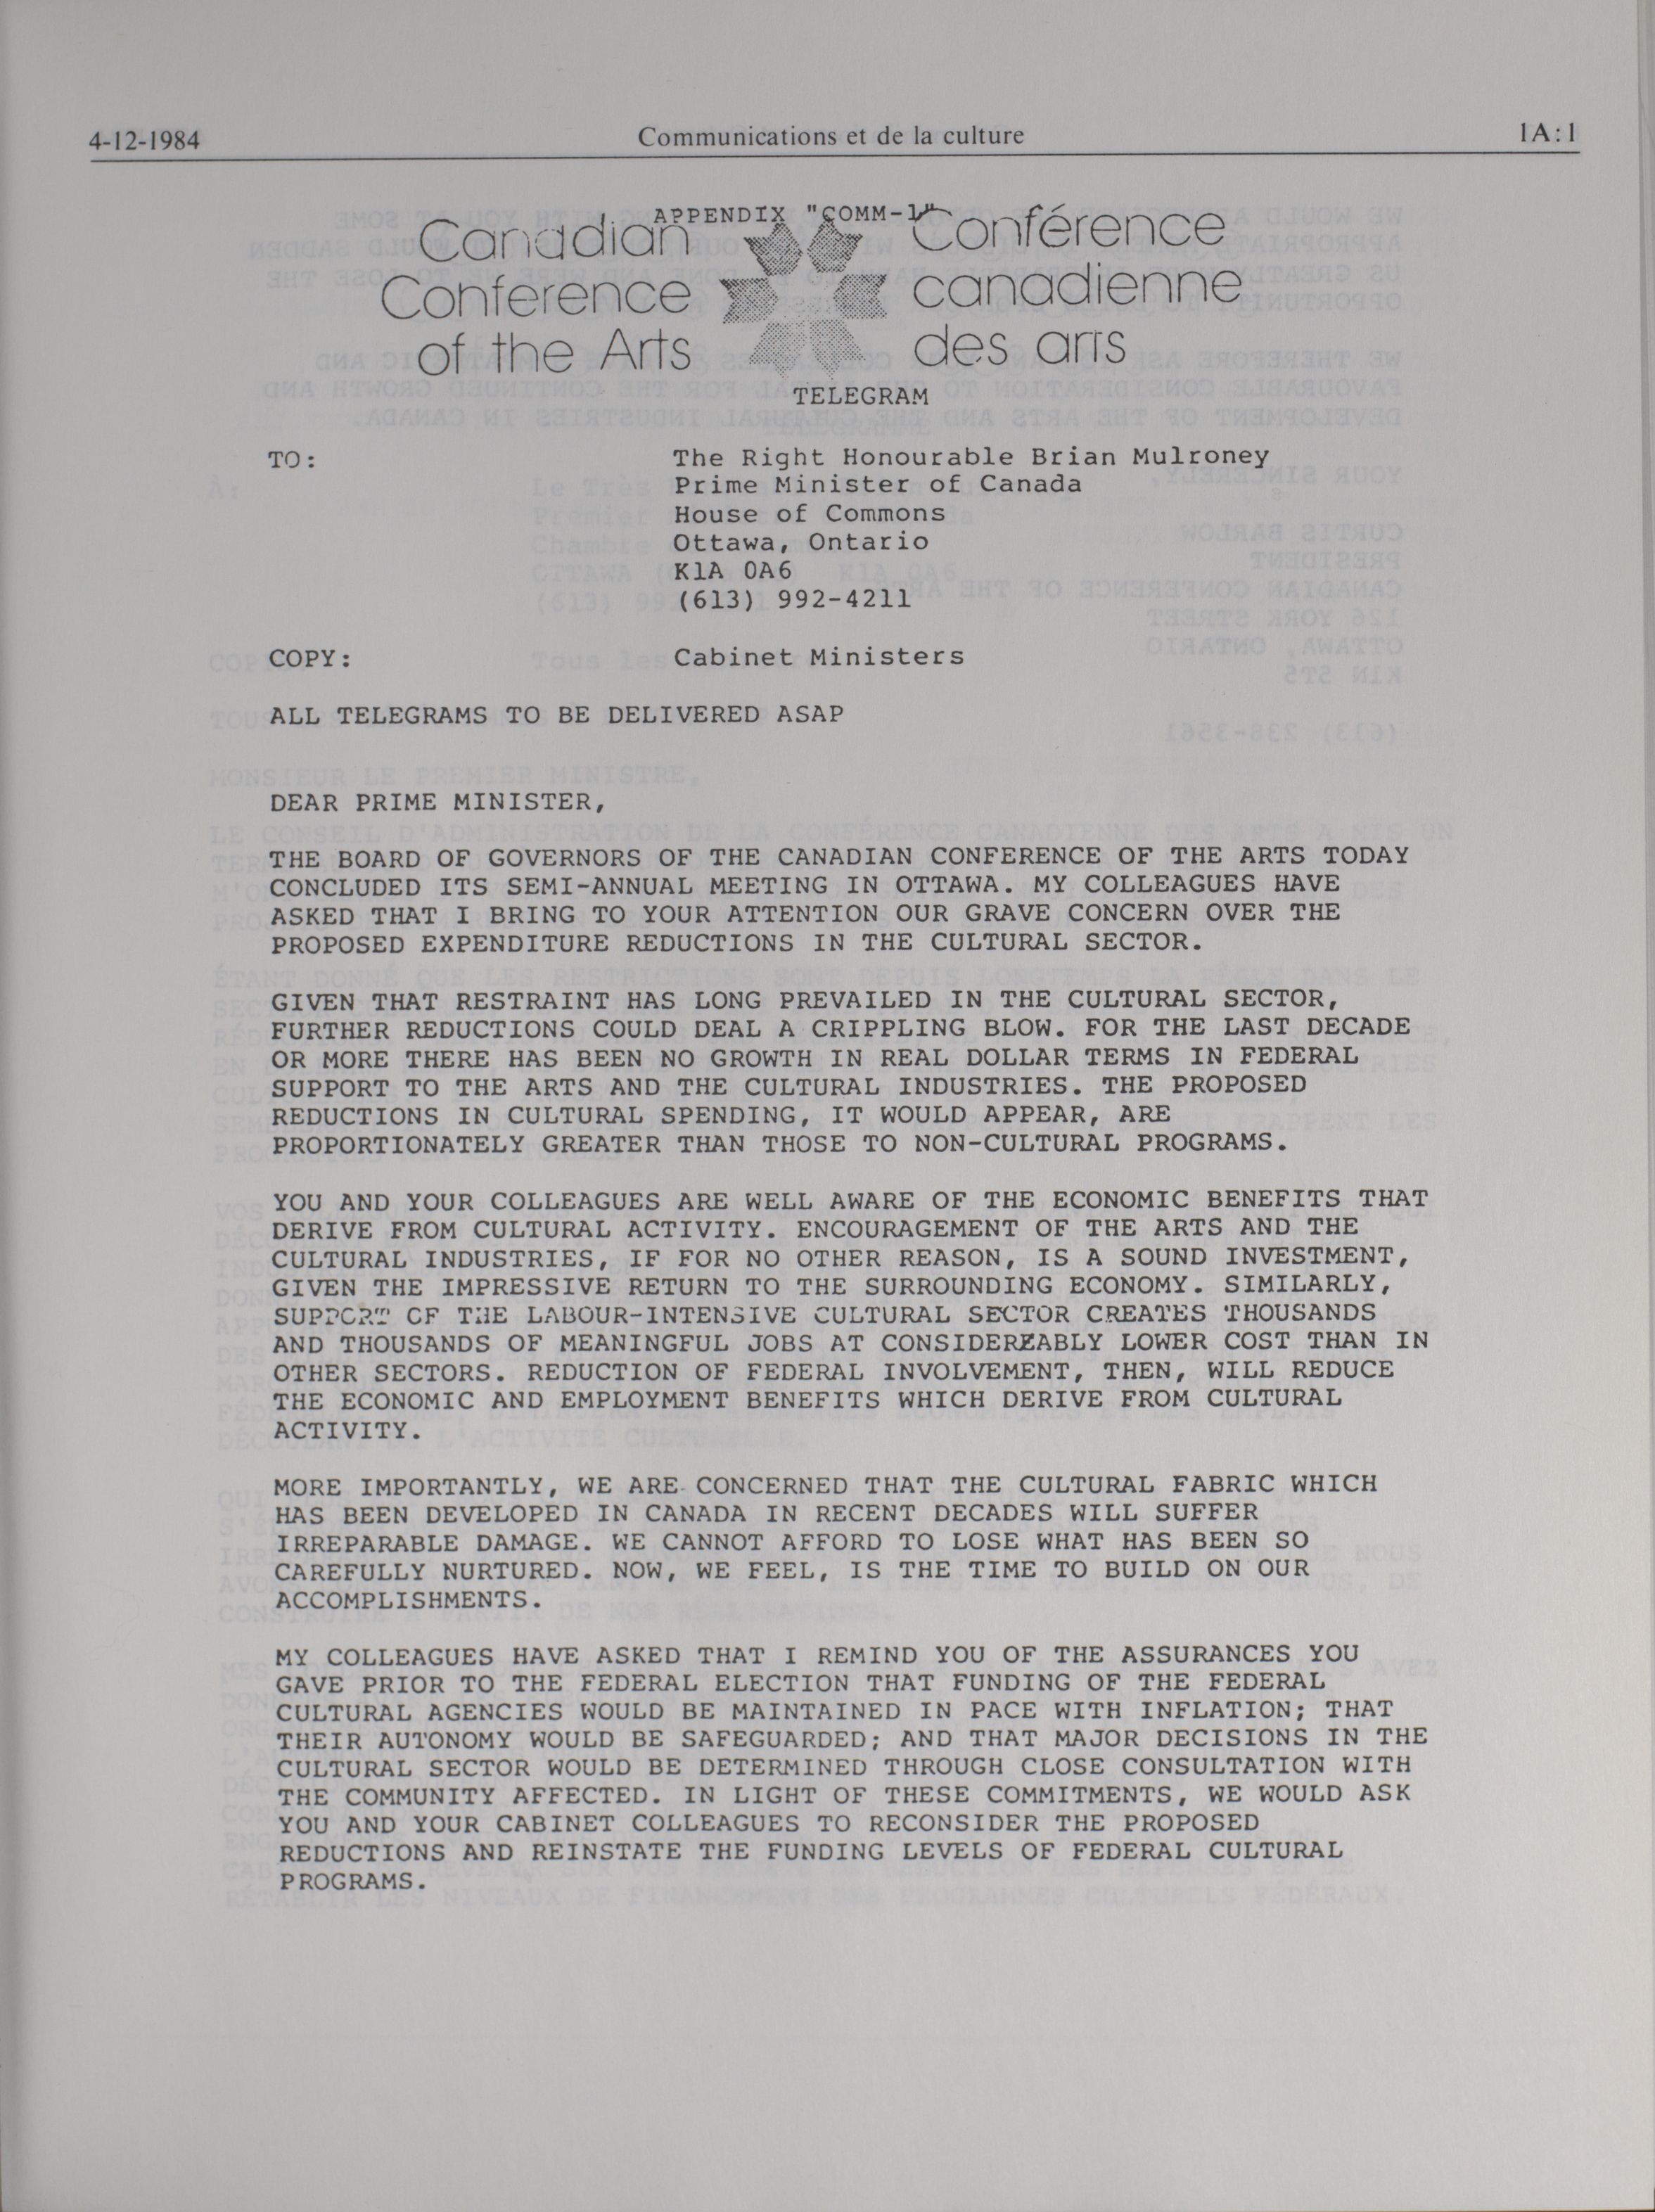 4-12-1984 Communications et de la culture 1A:1
APPENDIX "COMM-1"
Canadian Conference of the Arts
Conférence canadienne des arts
TELEGRAM
TO: The Right Honourable Brian Mulroney
Prime Minister of Canada
House of Commons
Ottawa, Ontario
K1A 0A6
(613) 992-4211
COPY: Cabinet Ministers
ALL TELEGRAMS TO BE DELIVERED ASAP
DEAR PRIME MINISTER,
THE BOARD OF GOVERNORS OF THE CANADIAN CONFERENCE OF THE ARTS TODAY
CONCLUDED ITS SEMI-ANNUAL MEETING IN OTTAWA. MY COLLEAGUES HAVE
ASKED THAT I BRING TO YOUR ATTENTION OUR GRAVE CONCERN OVER THE
PROPOSED EXPENDITURE REDUCTIONS IN THE CULTURAL SECTOR.
GIVEN THAT RESTRAINT HAS LONG PREVAILED IN THE CULTURAL SECTOR,
FURTHER REDUCTIONS COULD DEAL A CRIPPLING BLOW. FOR THE LAST DECADE
OR MORE THERE HAS BEEN NO GROWTH IN REAL DOLLAR TERMS IN FEDERAL
SUPPORT TO THE ARTS AND THE CULTURAL INDUSTRIES. THE PROPOSED
REDUCTIONS IN CULTURAL SPENDING, IT WOULD APPEAR, ARE
PROPORTIONATELY GREATER THAN THOSE TO NON-CULTURAL PROGRAMS.
YOU AND YOUR COLLEAGUES ARE WELL AWARE OF THE ECONOMIC BENEFITS THAT
DERIVE FROM CULTURAL ACTIVITY. ENCOURAGEMENT OF THE ARTS AND THE
CULTURAL INDUSTRIES, IF FOR NO OTHER REASON, IS A SOUND INVESTMENT,
GIVEN THE IMPRESSIVE RETURN TO THE SURROUNDING ECONOMY. SIMILARLY,
SUPPORT OF THE LABOUR-INTENSIVE CULTURAL SECTOR CREATES THOUSANDS
AND THOUSANDS OF MEANINGFUL JOBS AT CONSIDEREABLY LOWER COST THAN IN
OTHER SECTORS. REDUCTION OF FEDERAL INVOLVEMENT, THEN, WILL REDUCE
THE ECONOMIC AND EMPLOYMENT BENEFITS WHICH DERIVE FROM CULTURAL
ACTIVITY.
MORE IMPORTANTLY, WE ARE CONCERNED THAT THE CULTURAL FABRIC WHICH
HAS BEEN DEVELOPED IN CANADA IN RECENT DECADES WILL SUFFER
IRREPARABLE DAMAGE. WE CANNOT AFFORD TO LOSE WHAT HAS BEEN SO
CAREFULLY NURTURED. NOW, WE FEEL, IS THE TIME TO BUILD ON OUR
ACCOMPLISHMENTS.
MY COLLEAGUES HAVE ASKED THAT I REMIND YOU OF THE ASSURANCES YOU
GAVE PRIOR TO THE FEDERAL ELECTION THAT FUNDING OF THE FEDERAL
CULTURAL AGENCIES WOULD BE MAINTAINED IN PACE WITH INFLATION; THAT
THEIR AUTONOMY WOULD BE SAFEGUARDED; AND THAT MAJOR DECISIONS IN THE
CULTURAL SECTOR WOULD BE DETERMINED THROUGH CLOSE CONSULTATION WITH
THE COMMUNITY AFFECTED. IN LIGHT OF THESE COMMITMENTS, WE WOULD ASK
YOU AND YOUR CABINET COLLEAGUES TO RECONSIDER THE PROPOSED
REDUCTIONS AND REINSTATE THE FUNDING LEVELS OF FEDERAL CULTURAL
PROGRAMS.